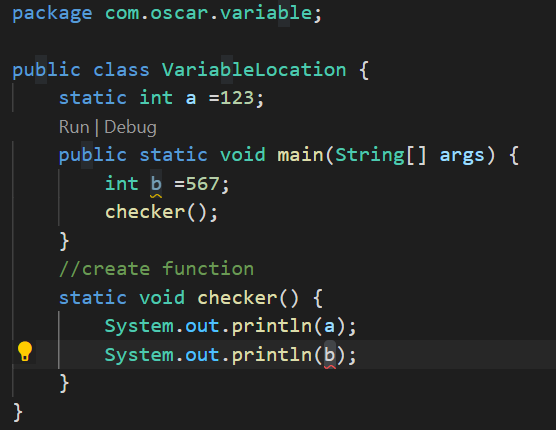 package com.oscar.variable;
public class VariableLocation {
static int a =123;
Run | Debug
public static void main(String[] args) {
int b =567;
checker();
}
//create function
static void checker() {
System.out.println(a);
System.out.println(b);
}
}